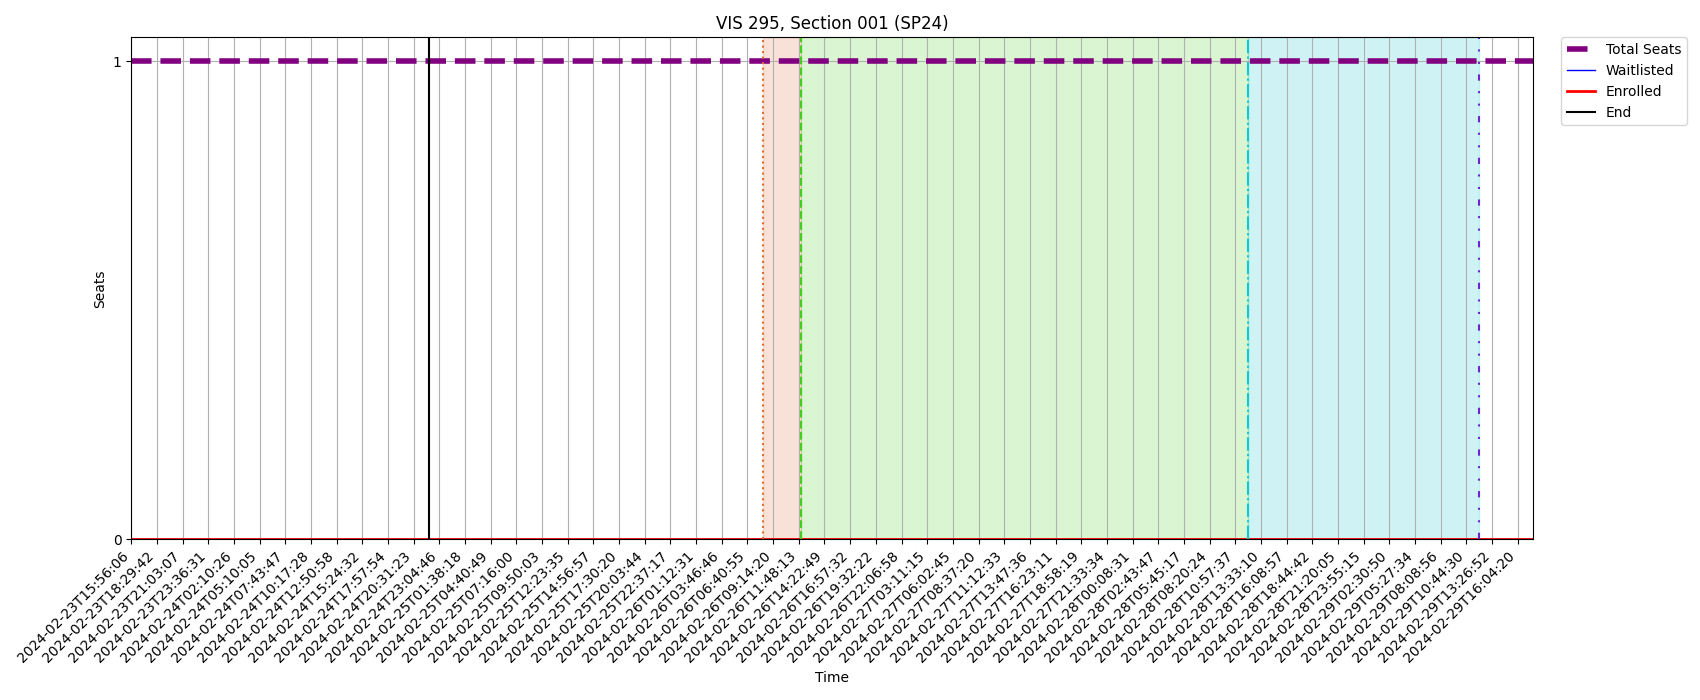 VIS 295, Section 001 (SP24)
Total Seats
Waitlisted
Enrolled
End
Seats
1
0
2024-02-23T15:56:06
2024-02-23T18:29:42
2024-02-23T21:03:07
2024-02-23T23:36:31
2024-02-24T02:10:26
2024-02-24T05:10:05
2024-02-24T07:43:47
2024-02-24T10:17:28
2024-02-24T12:50:58
2024-02-24T15:24:32
2024-02-24T17:57:54
2024-02-24T20:31:23
2024-02-24T23:04:46
2024-02-25T01:38:18
2024-02-25T04:40:49
2024-02-25T07:16:00
2024-02-25T09:50:03
2024-02-25T12:23:35
2024-02-25T14:56:57
2024-02-25T17:30:20
2024-02-25T20:03:44
2024-02-25T22:37:17
2024-02-26T01:12:31
2024-02-26T03:46:46
2024-02-26T06:40:55
2024-02-26T09:14:20
2024-02-26T11:48:13
2024-02-26T14:22:49
2024-02-26T16:57:32
2024-02-26T19:32:22
2024-02-26T22:06:58
2024-02-27T03:11:15
2024-02-27T06:02:45
2024-02-27T08:37:20
2024-02-27T11:12:33
2024-02-27T13:47:36
2024-02-27T16:23:11
2024-02-27T18:58:19
2024-02-27T21:33:34
2024-02-28T00:08:31
2024-02-28T02:43:47
2024-02-28T05:45:17
2024-02-28T08:20:24
2024-02-28T10:57:37
2024-02-28T13:33:10
2024-02-28T16:08:57
2024-02-28T18:44:42
2024-02-28T21:20:05
2024-02-28T23:55:15
2024-02-29T02:30:50
2024-02-29T05:27:34
2024-02-29T08:08:56
2024-02-29T10:44:30
2024-02-29T13:26:52
2024-02-29T16:04:20
Time